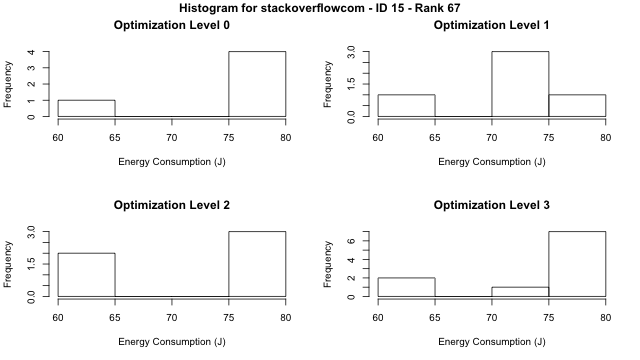 Histogram for stackoverflowcom - ID 15 - Rank 67
Optimization Level 0
Frequency
0 1 2 3 4
60 65 70 75 80
Energy Consumption (J)
Optimization Level 1
Frequency
0.0 1.5 3.0
60 65 70 75 80
Energy Consumption (J)
Optimization Level 2
Frequency
0.0 1.5 3.0
60 65 70 75 80
Energy Consumption (J)
Optimization Level 3
Frequency
0 2 4 6
60 65 70 75 80
Energy Consumption (J)